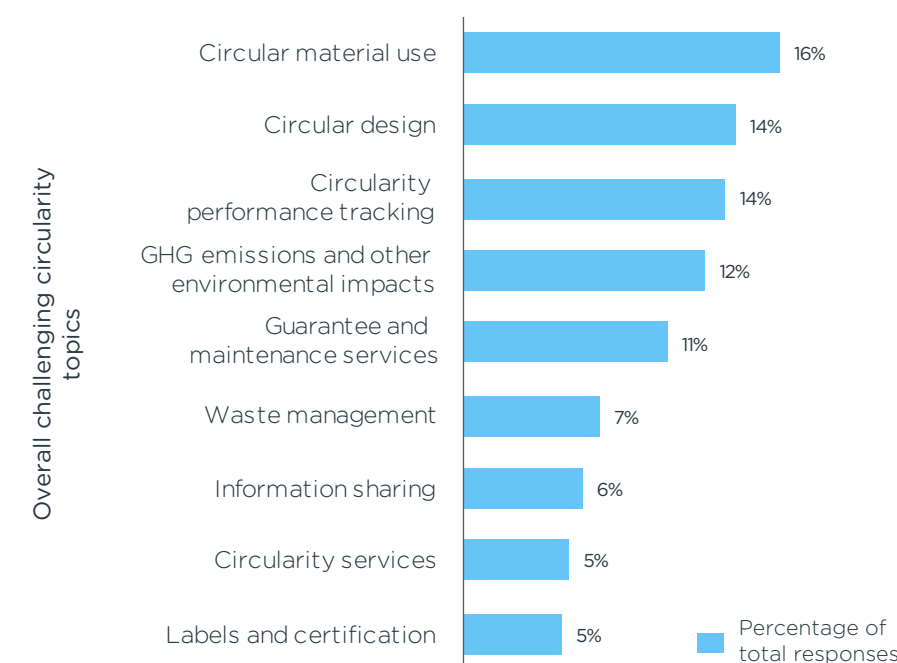 Overall challenging circularity
topics
Circular material use
16%
Circular design
14%
Circularity
performance tracking
14%
GHG emissions and other
environmental impacts
12%
Guarantee and
maintenance services
11%
Waste management
7%
Information sharing
6%
Circularity services
5%
Labels and certification
5%
Percentage of
total responses